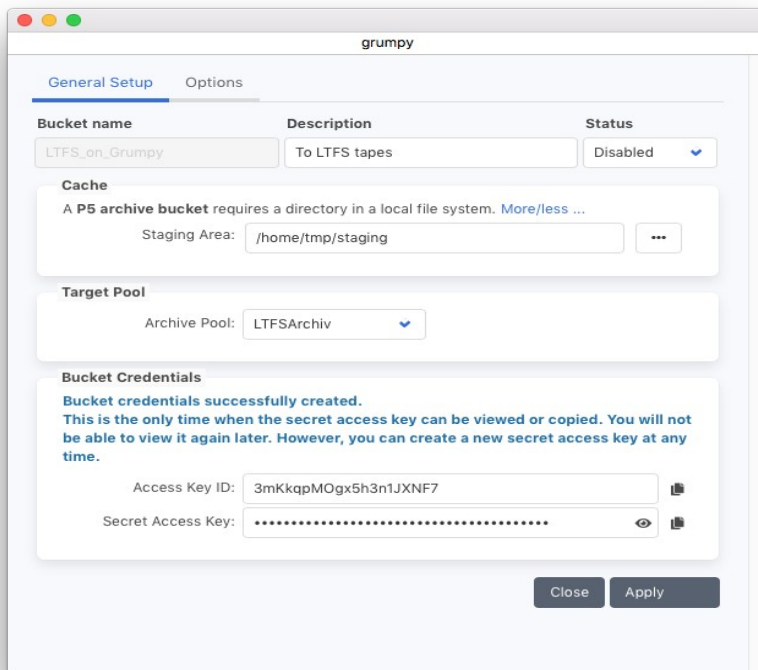 grumpy
General Setup Options
Bucket name Description Status
LTFS_on_Grumpy To LTFS tapes Disabled
Cache
A P5 archive bucket requires a directory in a local file system. More/less ...
Staging Area: /home/tmp/staging •••
Target Pool
Archive Pool: LTFSArchiv
Bucket Credentials
Bucket credentials successfully created.
This is the only time when the secret access key can be viewed or copied. You will not
be able to view it again later. However, you can create a new secret access key at any
time.
Access Key ID: 3mKkqpMOgx5h3n1JXNF7
Secret Access Key: ••••••••••••••••••••••••••••••••••••••••
Close Apply